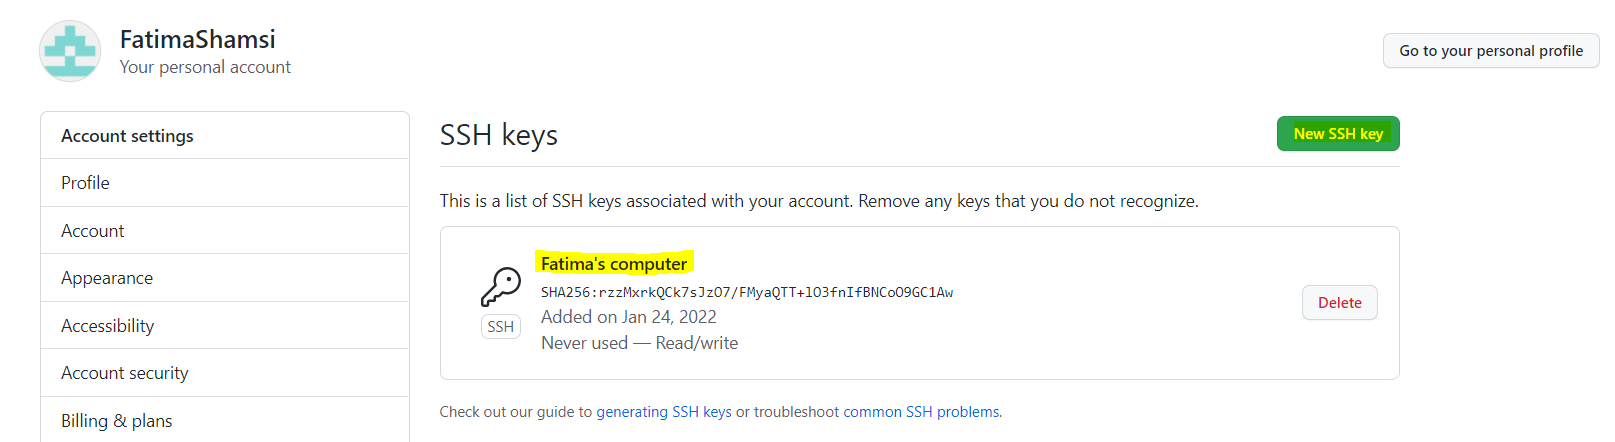 FatimaShamsi
Your personal account
Go to your personal profile
Account settings
Profile
Account
Appearance
Accessibility
Account security
Billing & plans
SSH keys
New SSH key
This is a list of SSH keys associated with your account. Remove any keys that you do not recognize.
Fatima's computer
SHA256:rzzMxrkQCk7sJzO7/FMyaQTT+lO3fnIfBNCoO9GC1Aw
SSH
Added on Jan 24, 2022
Never used — Read/write
Delete
Check out our guide to generating SSH keys or troubleshoot common SSH problems.